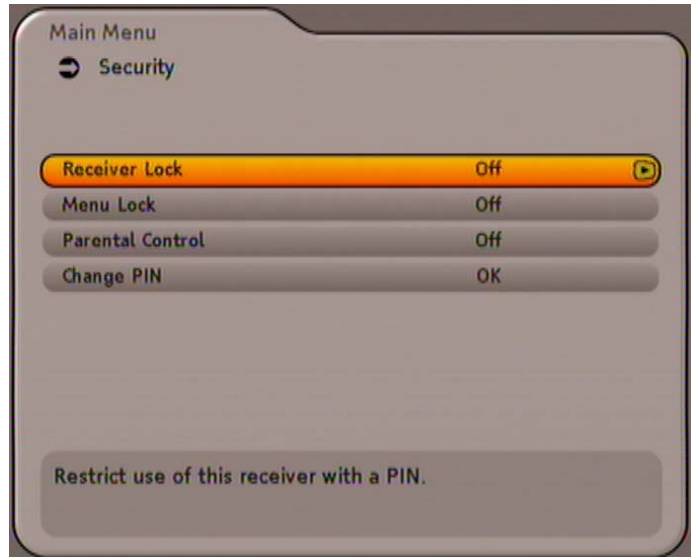 Main Menu
Security
Receiver Lock Off
Menu Lock Off
Parental Control Off
Change PIN OK
Restrict use of this receiver with a PIN.